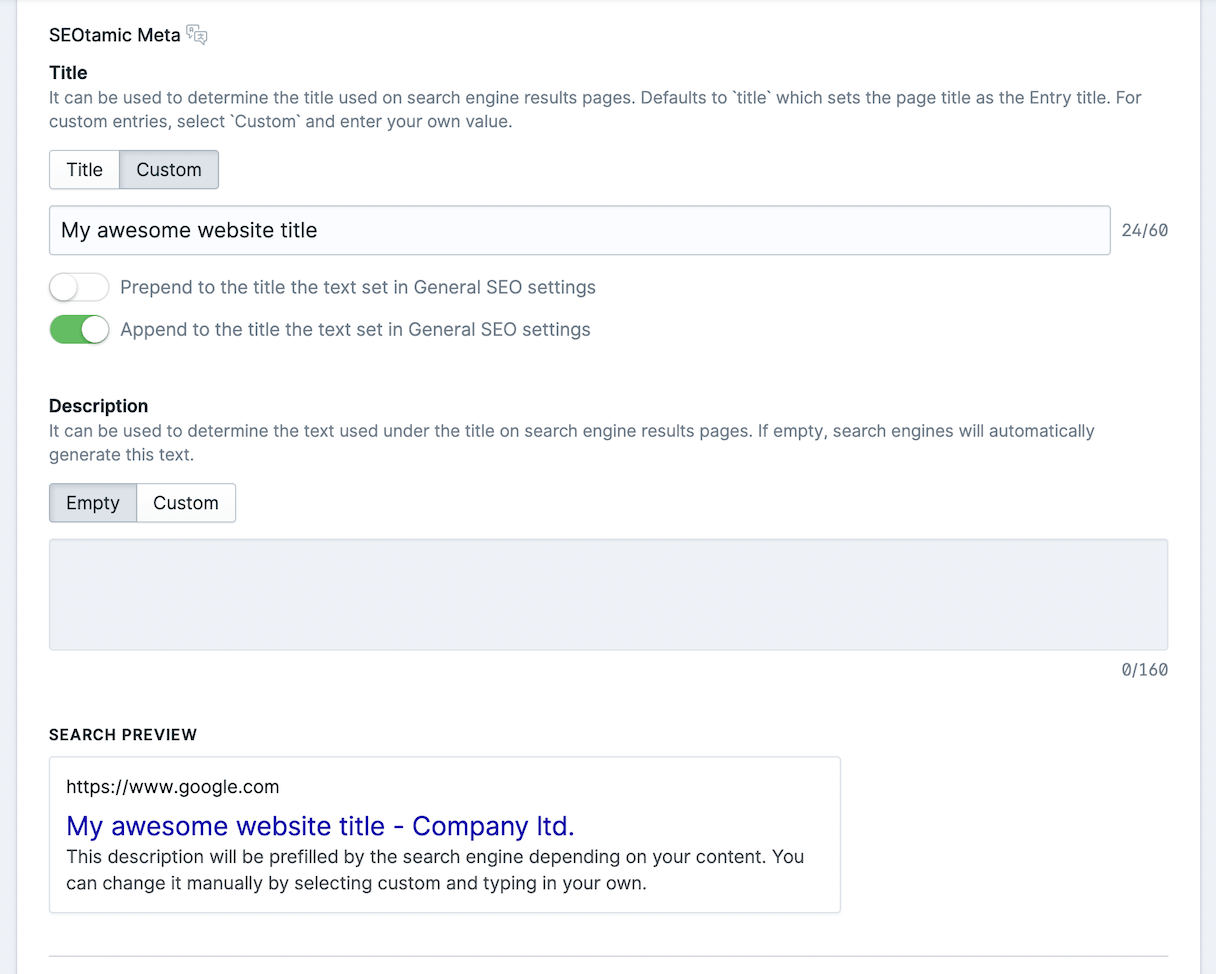 SEOtamic Meta
Title
It can be used to determine the title used on search engine results pages. Defaults to `title` which sets the page title as the Entry title. For
custom entries, select `Custom` and enter your own value.
Title Custom
My awesome website title 24/60
Prepend to the title the text set in General SEO settings
Append to the title the text set in General SEO settings
Description
It can be used to determine the text used under the title on search engine results pages. If empty, search engines will automatically
generate this text.
Empty Custom
0/160
SEARCH PREVIEW
https://www.google.com
My awesome website title - Company ltd.
This description will be prefilled by the search engine depending on your content. You
can change it manually by selecting custom and typing in your own.